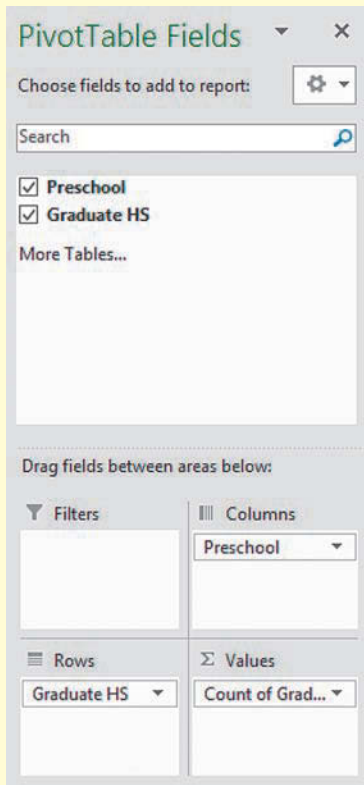 PivotTable Fields
Choose fields to add to report:
Search
Preschool
Graduate HS
More Tables...
Drag fields between areas below:
Filters
Columns
Preschool
Rows
Σ Values
Graduate HS
Count of Grad...